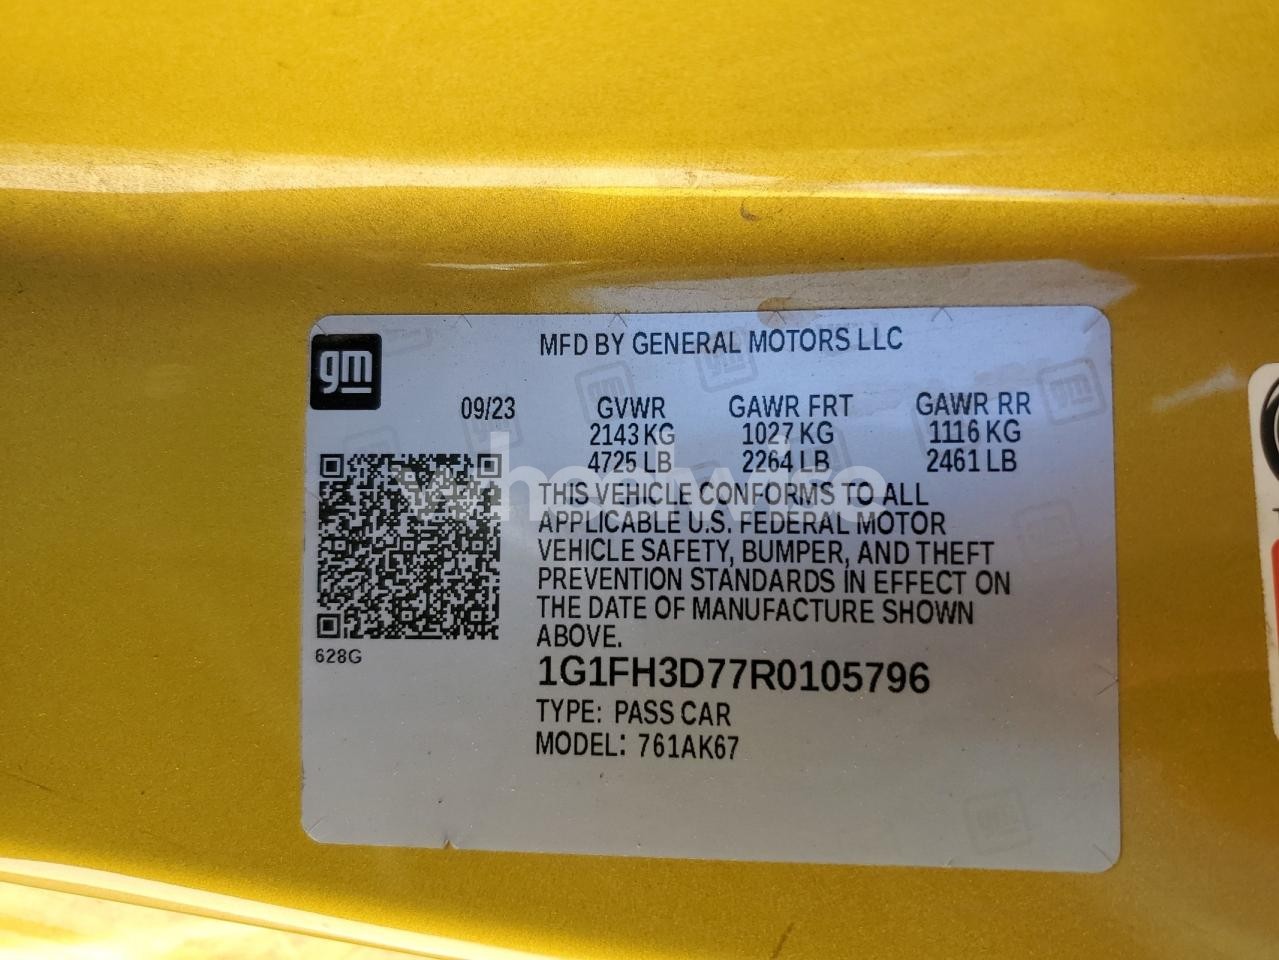 gm
MFD BY GENERAL MOTORS LLC
09/23 GVWR GAWR FRT GAWR RR
2143 KG 1027 KG 1116 KG
4725 LB 2264 LB 2461 LB
THIS VEHICLE CONFORMS TO ALL
APPLICABLE U.S. FEDERAL MOTOR
VEHICLE SAFETY, BUMPER, AND THEFT
PREVENTION STANDARDS IN EFFECT ON
THE DATE OF MANUFACTURE SHOWN
ABOVE.
628G
1G1FH3D77R0105796
TYPE: PASS CAR
MODEL: 761AK67